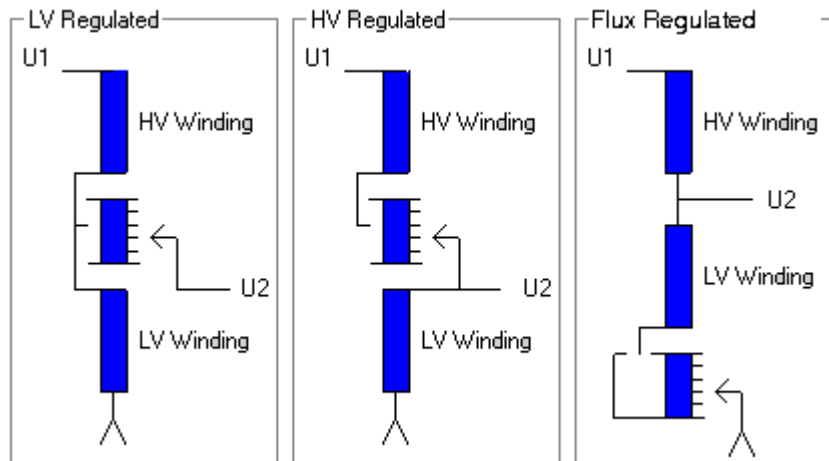 LV Regulated
U1
HV Winding
U2
LV Winding
HV Regulated
U1
HV Winding
U2
LV Winding
Flux Regulated
U1
HV Winding
U2
LV Winding